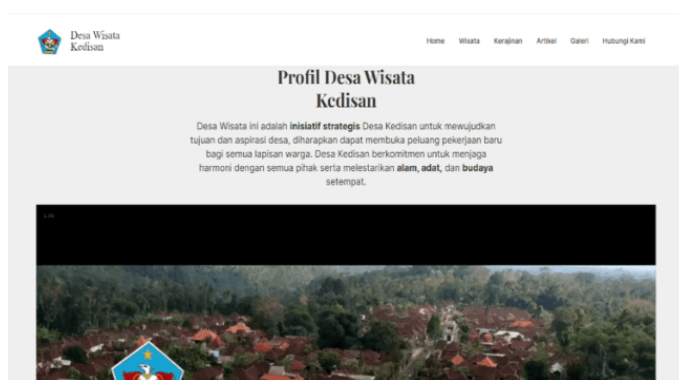 Desa Wisata
Kedisan
Home Wisata Kerajinan Artikel Galeri Hubungi Kami
Profil Desa Wisata
Kedisan
Desa Wisata ini adalah inisiatif strategis Desa Kedisan untuk mewujudkan
tujuan dan aspirasi desa, diharapkan dapat membuka peluang pekerjaan baru
bagi semua lapisan warga. Desa Kedisan berkomitmen untuk menjaga
harmoni dengan semua pihak serta melestarikan alam, adat, dan budaya
setempat.